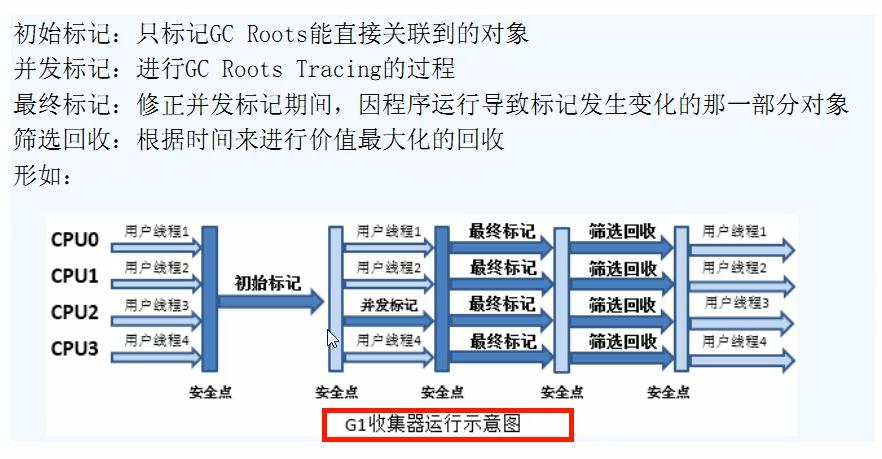 初始标记：只标记GC Roots能直接关联到的对象
并发标记：进行GC Roots Tracing的过程
最终标记：修正并发标记期间，因程序运行导致标记发生变化的那一部分对象
筛选回收：根据时间来进行价值最大化的回收
形如：
CPU0 用户线程1 用户线程1 最终标记 筛选回收 用户线程1
CPU1 用户线程2 初始标记 用户线程2 最终标记 筛选回收 用户线程2
CPU2 用户线程3 并发标记 最终标记 筛选回收 用户线程3
CPU3 用户线程4 用户线程4 最终标记 筛选回收 用户线程4
安全点 安全点 安全点 安全点 安全点
G1收集器运行示意图